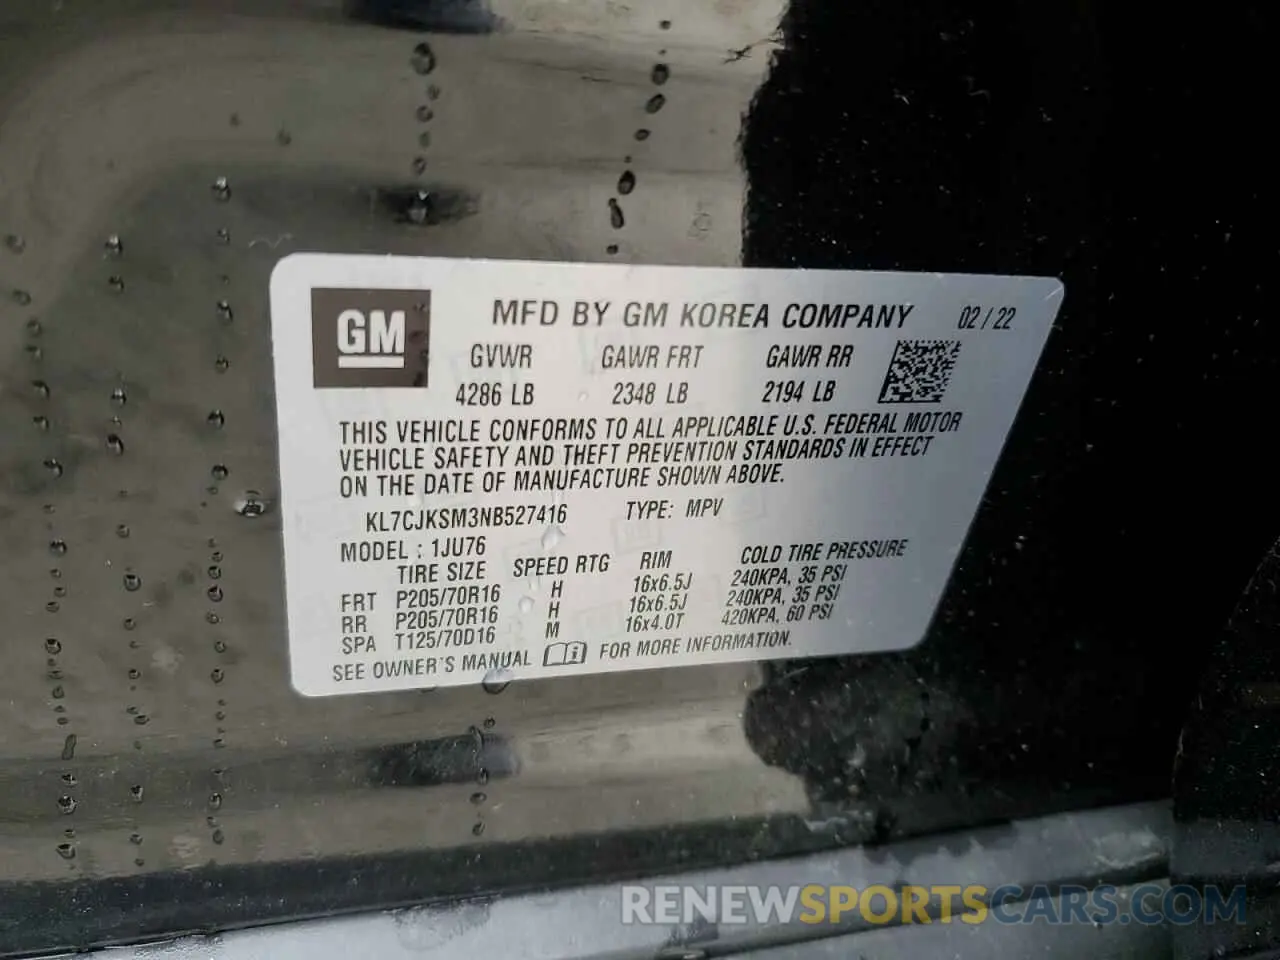 GM
MFD BY GM KOREA COMPANY 02/22
GVWR GAWR FRT GAWR RR
4286 LB 2348 LB 2194 LB
THIS VEHICLE CONFORMS TO ALL APPLICABLE U.S. FEDERAL MOTOR
VEHICLE SAFETY AND THEFT PREVENTION STANDARDS IN EFFECT
ON THE DATE OF MANUFACTURE SHOWN ABOVE.
KL7CJKSM3NB527416 TYPE: MPV
MODEL : 1JU76
TIRE SIZE SPEED RTG RIM COLD TIRE PRESSURE
FRT P205/70R16 H 16x6.5J 240KPA, 35 PSI
RR P205/70R16 H 16x6.5J 240KPA, 35 PSI
SPA T125/70D16 M 16x4.0T 420KPA, 60 PSI
SEE OWNER'S MANUAL FOR MORE INFORMATION.
RENEWSPORTSCARS.COM